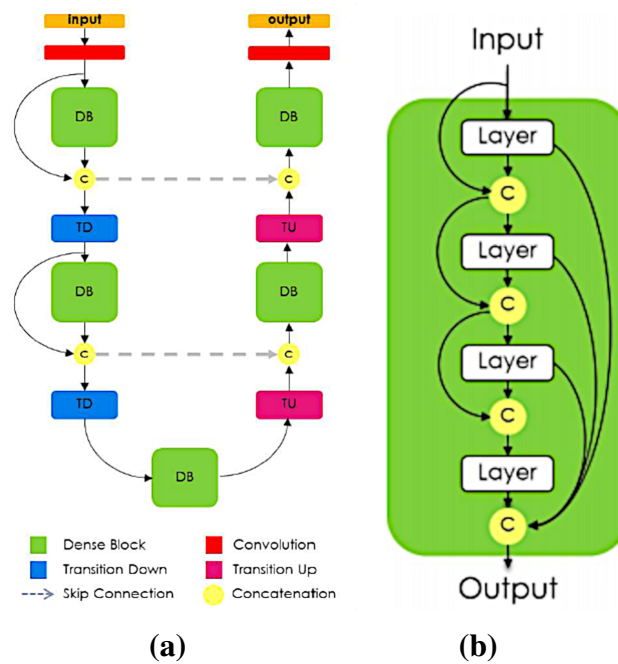 input
output
DB
DB
C
C
TD
TU
DB
DB
C
C
TD
TU
DB
Dense Block
Convolution
Transition Down
Transition Up
Skip Connection
Concatenation
(a)
Input
Layer
C
Layer
C
Layer
C
Layer
C
Output
(b)